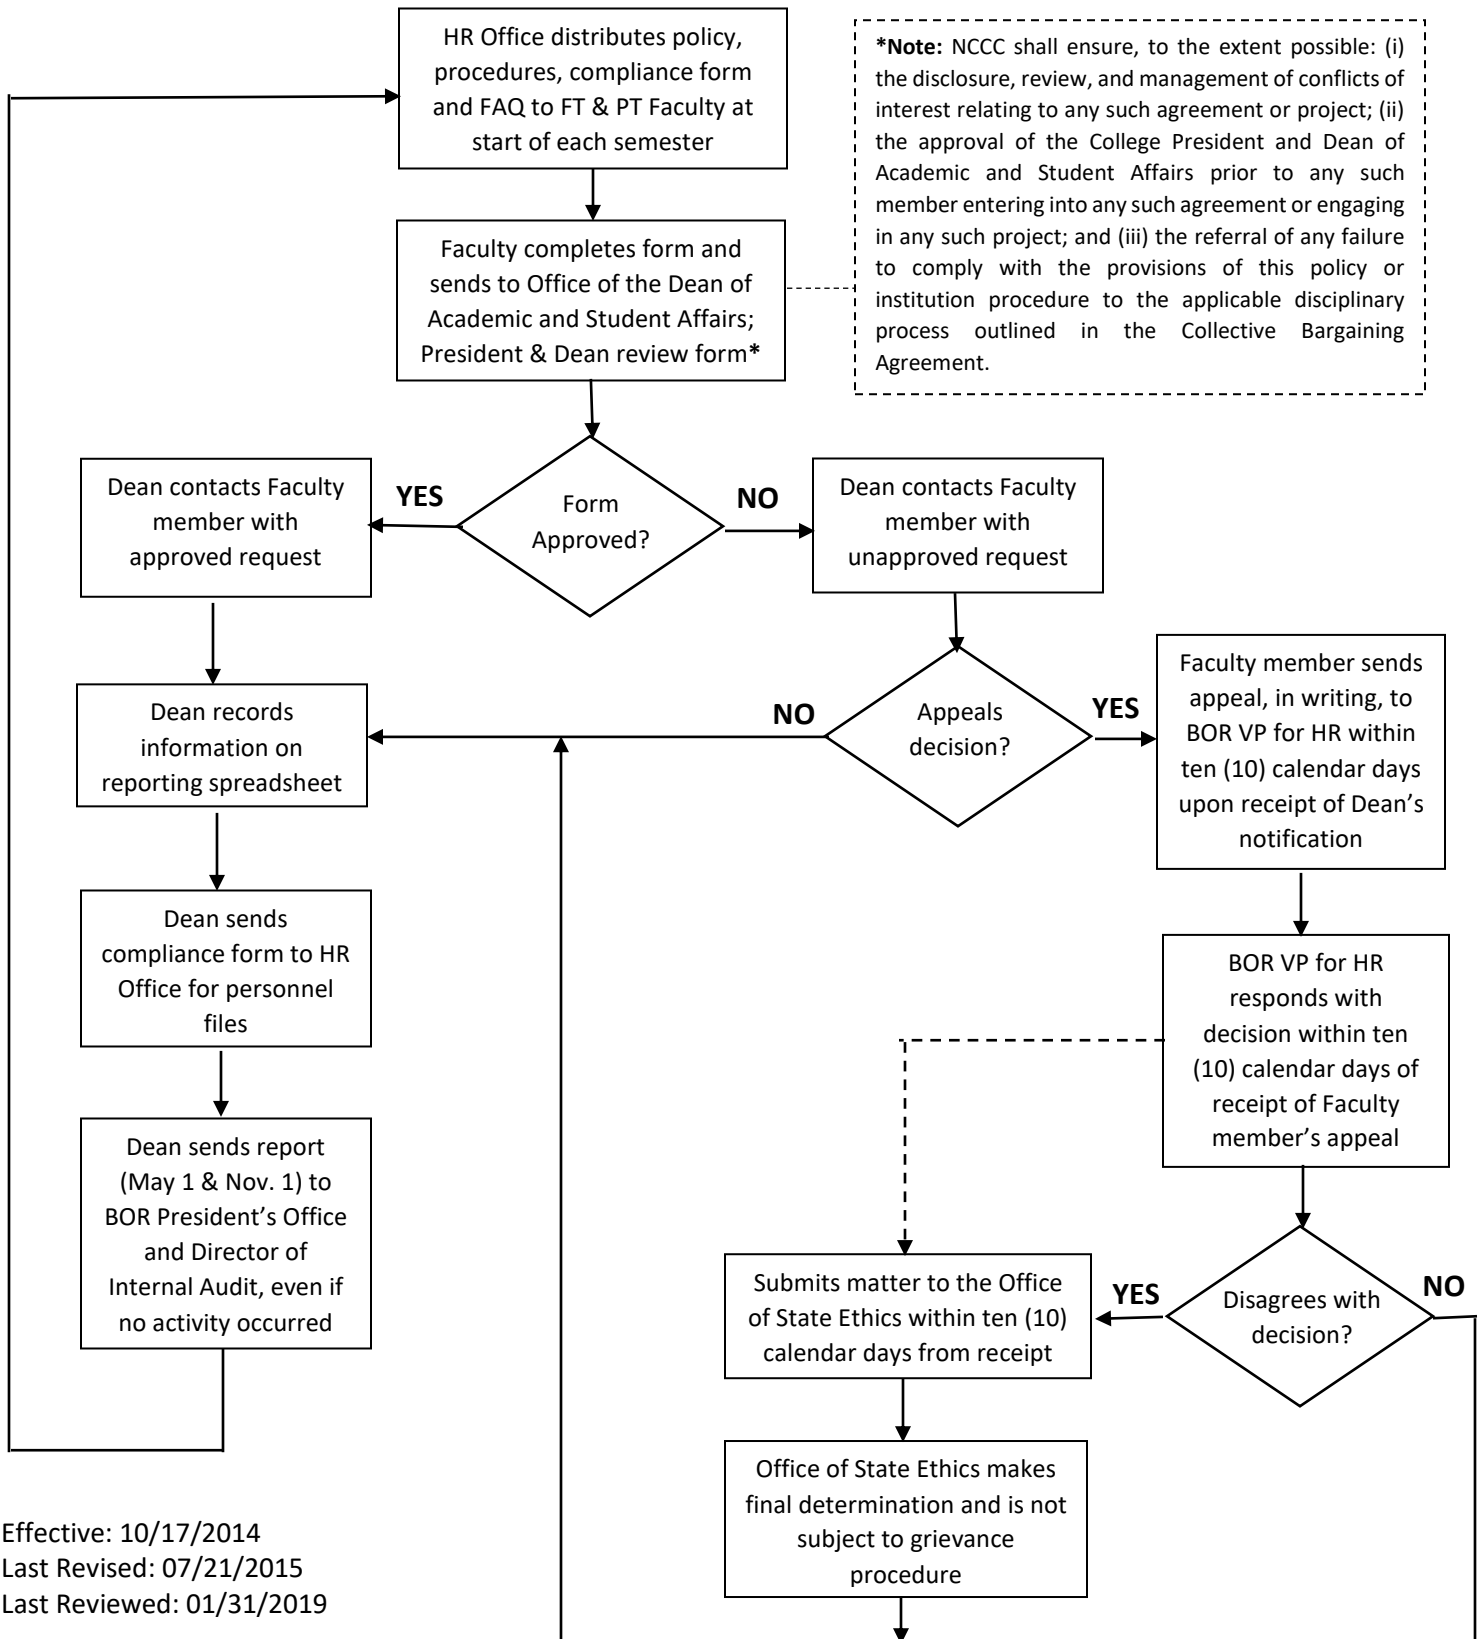 HR Office distributes policy,
procedures, compliance form
and FAQ to FT & PT Faculty at
start of each semester
*Note: NCCC shall ensure, to the extent possible: (i)
the disclosure, review, and management of conflicts of
interest relating to any such agreement or project; (ii)
the approval of the College President and Dean of
Academic and Student Affairs prior to any such
member entering into any such agreement or engaging
in any such project; and (iii) the referral of any failure
to comply with the provisions of this policy or
institution procedure to the applicable disciplinary
process outlined in the Collective Bargaining
Agreement.
Faculty completes form and
sends to Office of the Dean of
Academic and Student Affairs;
President & Dean review form*
Form
Approved?
YES
NO
Dean contacts Faculty
member with
approved request
Dean contacts Faculty
member with
unapproved request
Appeals
decision?
NO
YES
Faculty member sends
appeal, in writing, to
BOR VP for HR within
ten (10) calendar days
upon receipt of Dean’s
notification
Dean records
information on
reporting spreadsheet
Dean sends
compliance form to HR
Office for personnel
files
BOR VP for HR
responds with
decision within ten
(10) calendar days of
receipt of Faculty
member’s appeal
Dean sends report
(May 1 & Nov. 1) to
BOR President’s Office
and Director of
Internal Audit, even if
no activity occurred
Disagrees with
decision?
YES
NO
Submits matter to the Office
of State Ethics within ten (10)
calendar days from receipt
Office of State Ethics makes
final determination and is not
subject to grievance
procedure
Effective: 10/17/2014
Last Revised: 07/21/2015
Last Reviewed: 01/31/2019